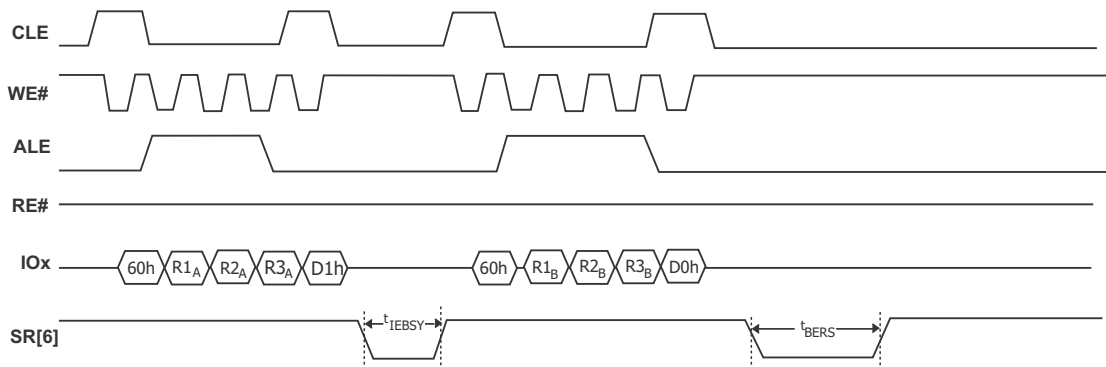 CLE
WE#
ALE
RE#
IOx 60h R1A R2A R3A D1h 60h R1B R2B R3B D0h
SR[6] tIEBSY tBERS